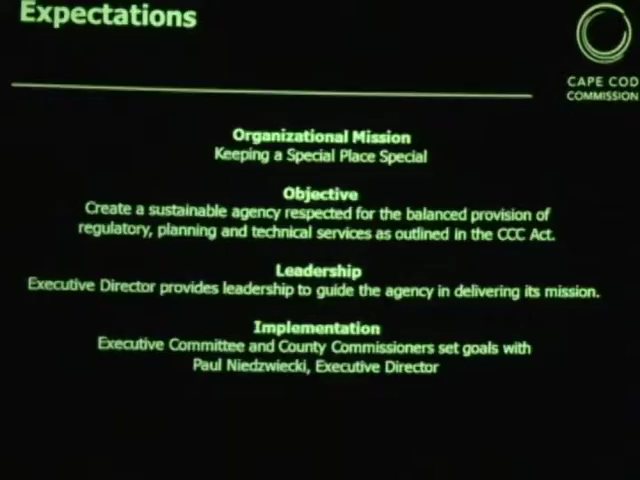 Expectations
CAPE COD
COMMISSION
Organizational Mission
Keeping a Special Place Special
Objective
Create a sustainable agency respected for the balanced provision of
regulatory, planning and technical services as outlined in the CCC Act.
Leadership
Executive Director provides leadership to guide the agency in delivering its mission.
Implementation
Executive Committee and County Commissioners set goals with
Paul Niedzwiecki, Executive Director